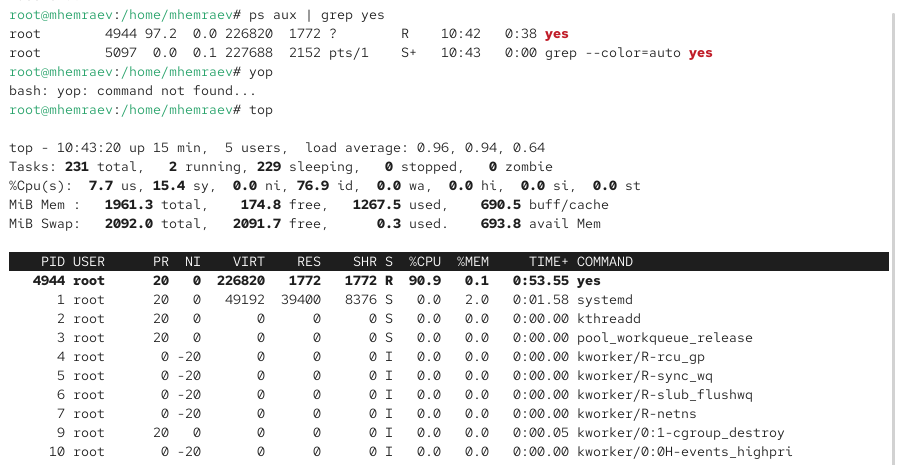 root@mhemraev:/home/mhemraev# ps aux | grep yes
root        4944 97.2  0.0 226820  1772 ?        R    10:42   0:38 yes
root        5097  0.0  0.1 227688  2152 pts/1    S+   10:43   0:00 grep --color=auto yes
root@mhemraev:/home/mhemraev# yop
bash: yop: command not found...
root@mhemraev:/home/mhemraev# top
top - 10:43:20 up 15 min,  5 users,  load average: 0.96, 0.94, 0.64
Tasks: 231 total,   2 running, 229 sleeping,   0 stopped,   0 zombie
%Cpu(s):  7.7 us, 15.4 sy,  0.0 ni, 76.9 id,  0.0 wa,  0.0 hi,  0.0 si,  0.0 st
MiB Mem :   1961.3 total,    174.8 free,   1267.5 used,    690.5 buff/cache
MiB Swap:   2092.0 total,   2091.7 free,      0.3 used.    693.8 avail Mem
    PID USER      PR  NI    VIRT    RES    SHR S  %CPU  %MEM     TIME+ COMMAND
   4944 root      20   0  226820   1772   1772 R  90.9   0.1   0:53.55 yes
      1 root      20   0   49192  39400   8376 S   0.0   2.0   0:01.58 systemd
      2 root      20   0       0      0      0 S   0.0   0.0   0:00.00 kthreadd
      3 root      20   0       0      0      0 S   0.0   0.0   0:00.00 pool_workqueue_release
      4 root       0 -20       0      0      0 I   0.0   0.0   0:00.00 kworker/R-rcu_gp
      5 root       0 -20       0      0      0 I   0.0   0.0   0:00.00 kworker/R-sync_wq
      6 root       0 -20       0      0      0 I   0.0   0.0   0:00.00 kworker/R-slub_flushwq
      7 root       0 -20       0      0      0 I   0.0   0.0   0:00.00 kworker/R-netns
      9 root      20   0       0      0      0 I   0.0   0.0   0:00.05 kworker/0:1-cgroup_destroy
     10 root       0 -20       0      0      0 I   0.0   0.0   0:00.00 kworker/0:0H-events_highpri